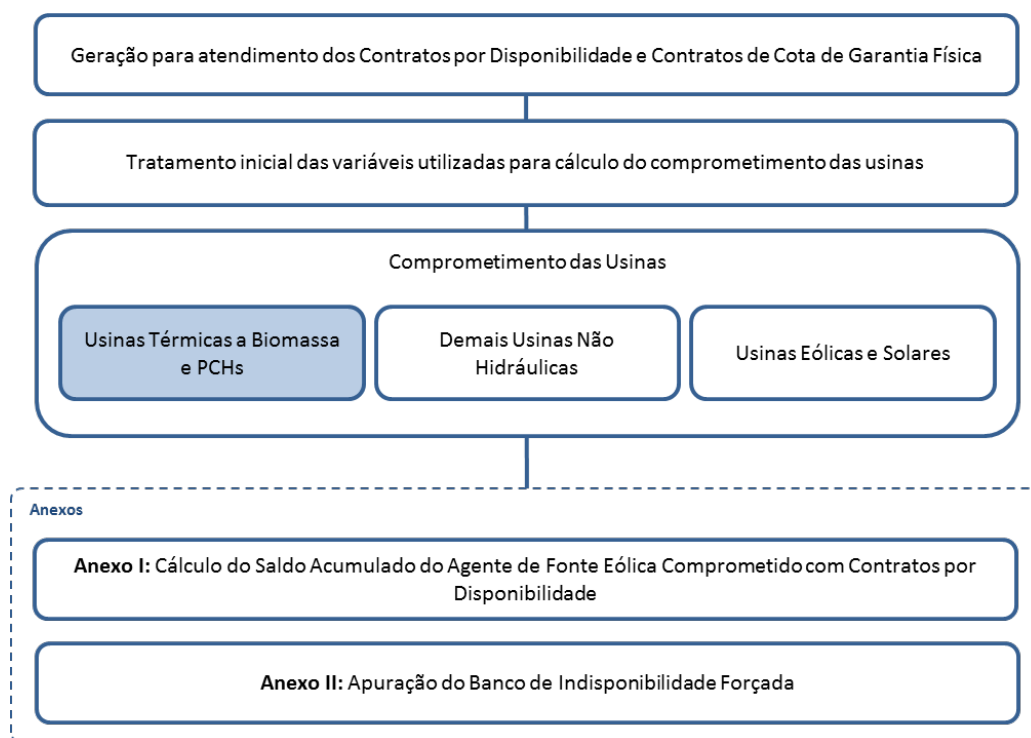 Geração para atendimento dos Contratos por Disponibilidade e Contratos de Cota de Garantia Física
Tratamento inicial das variáveis utilizadas para cálculo do comprometimento das usinas
Comprometimento das Usinas
Usinas Térmicas a Biomassa
e PCHs
Demais Usinas Não
Hidráulicas
Usinas Eólicas e Solares
Anexos
Anexo I: Cálculo do Saldo Acumulado do Agente de Fonte Eólica Comprometido com Contratos por
Disponibilidade
Anexo II: Apuração do Banco de Indisponibilidade Forçada